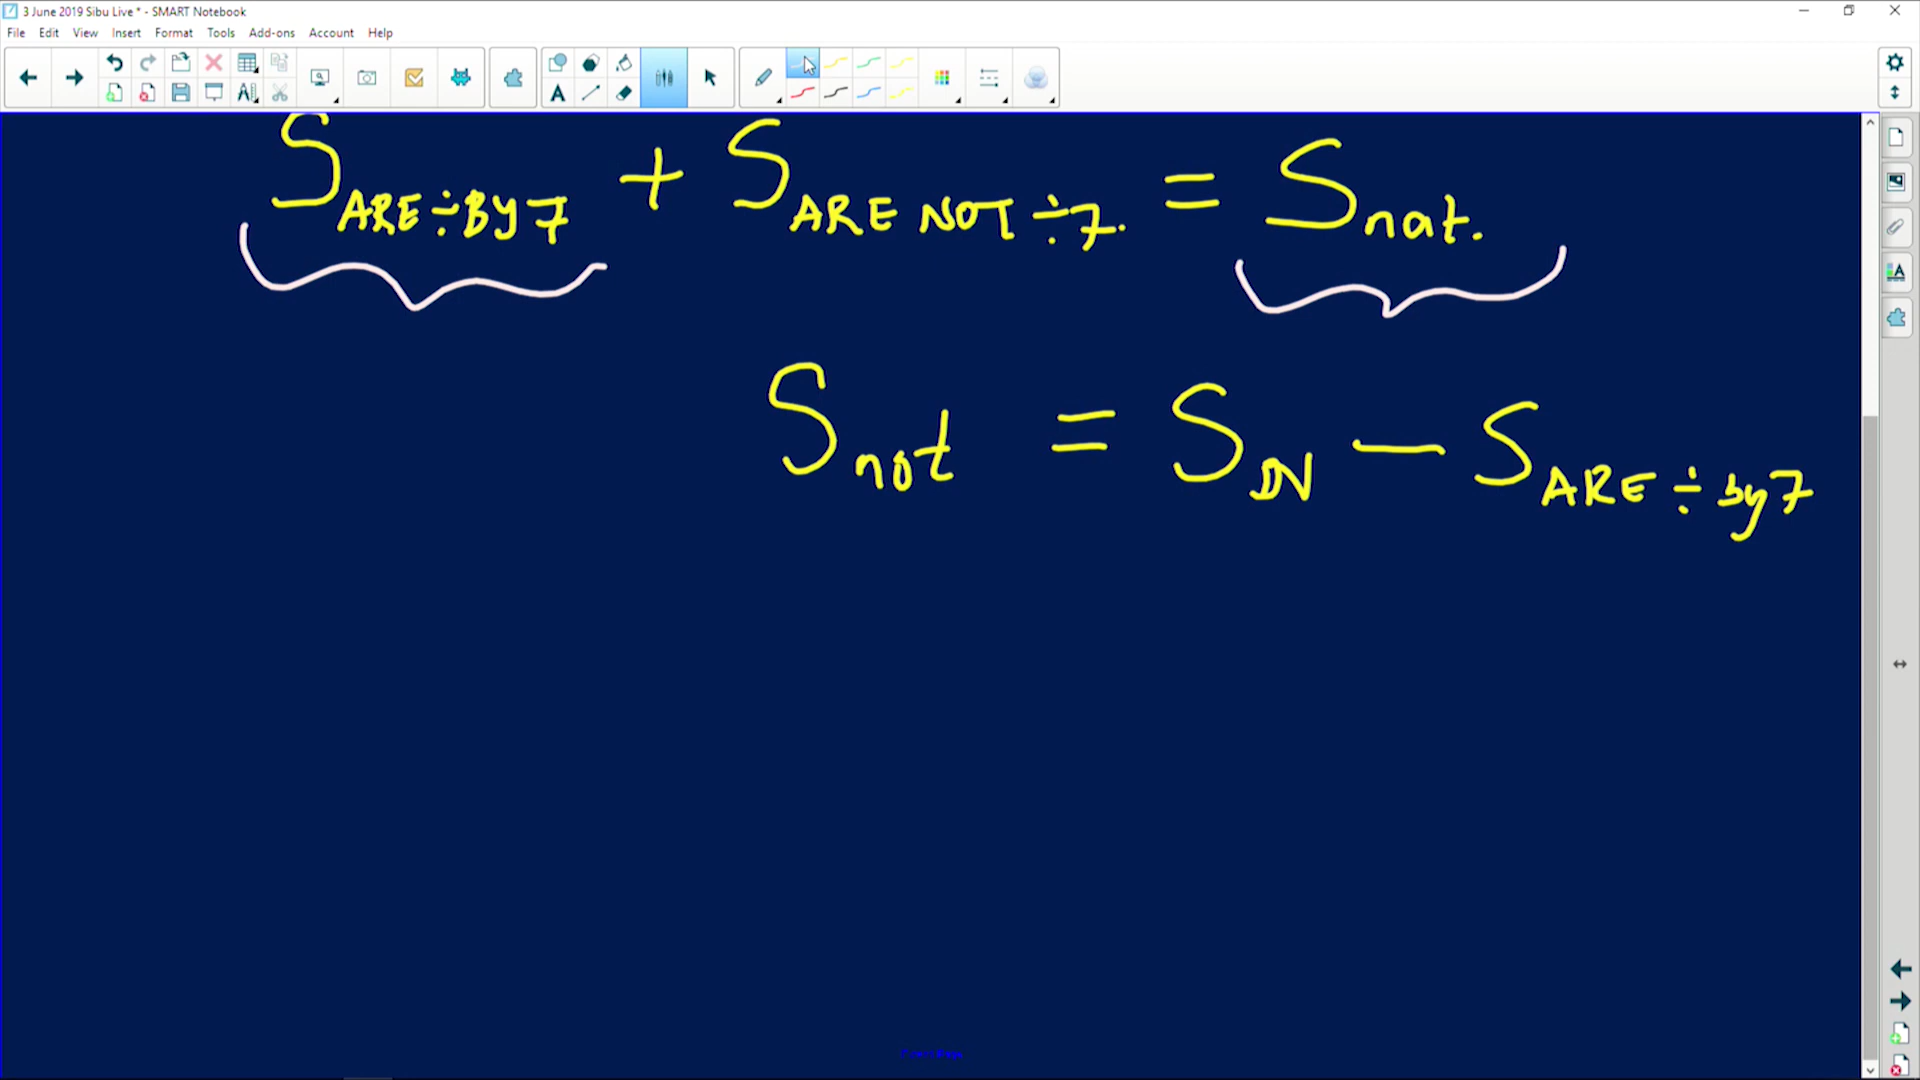 3 June 2019 Sibu Live * - SMART Notebook
File Edit View Insert Format Tools Add-ons Account Help
S ARE ÷ BY 7 + S ARE NOT ÷ 7. = S nat.
S not = S IN − S ARE ÷ by 7